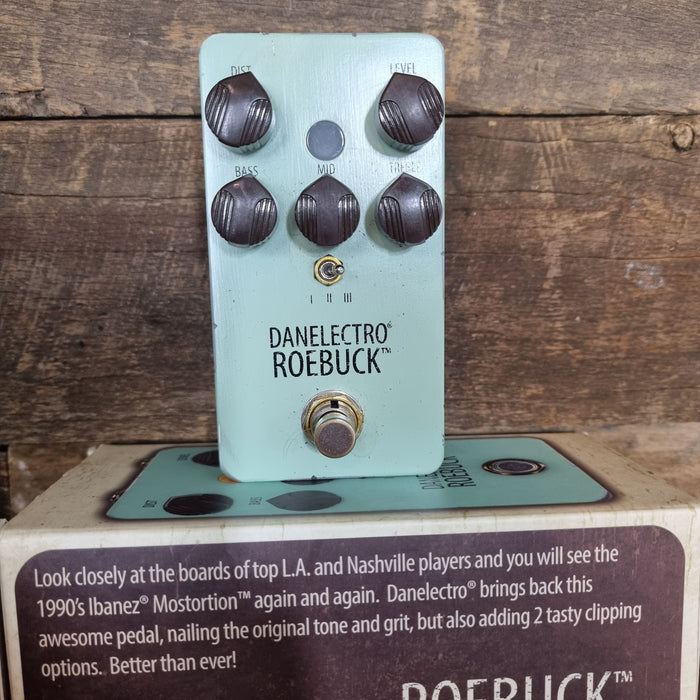 DIST
LEVEL
BASS
MID
TREBLE
I II III
DANELECTRO®
ROEBUCK™
Look closely at the boards of top L.A. and Nashville players and you will see the
1990's Ibanez® Mostortion™ again and again. Danelectro® brings back this
awesome pedal, nailing the original tone and grit, but also adding 2 tasty clipping
options. Better than ever!
ROEBUCK™